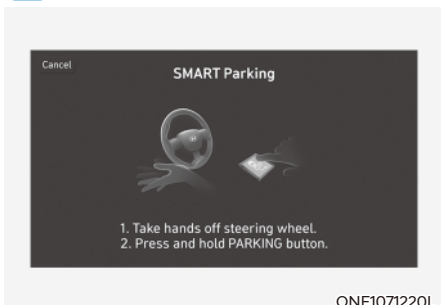 Cancel
SMART Parking
1. Take hands off steering wheel.
2. Press and hold PARKING button.
ONE1071220L